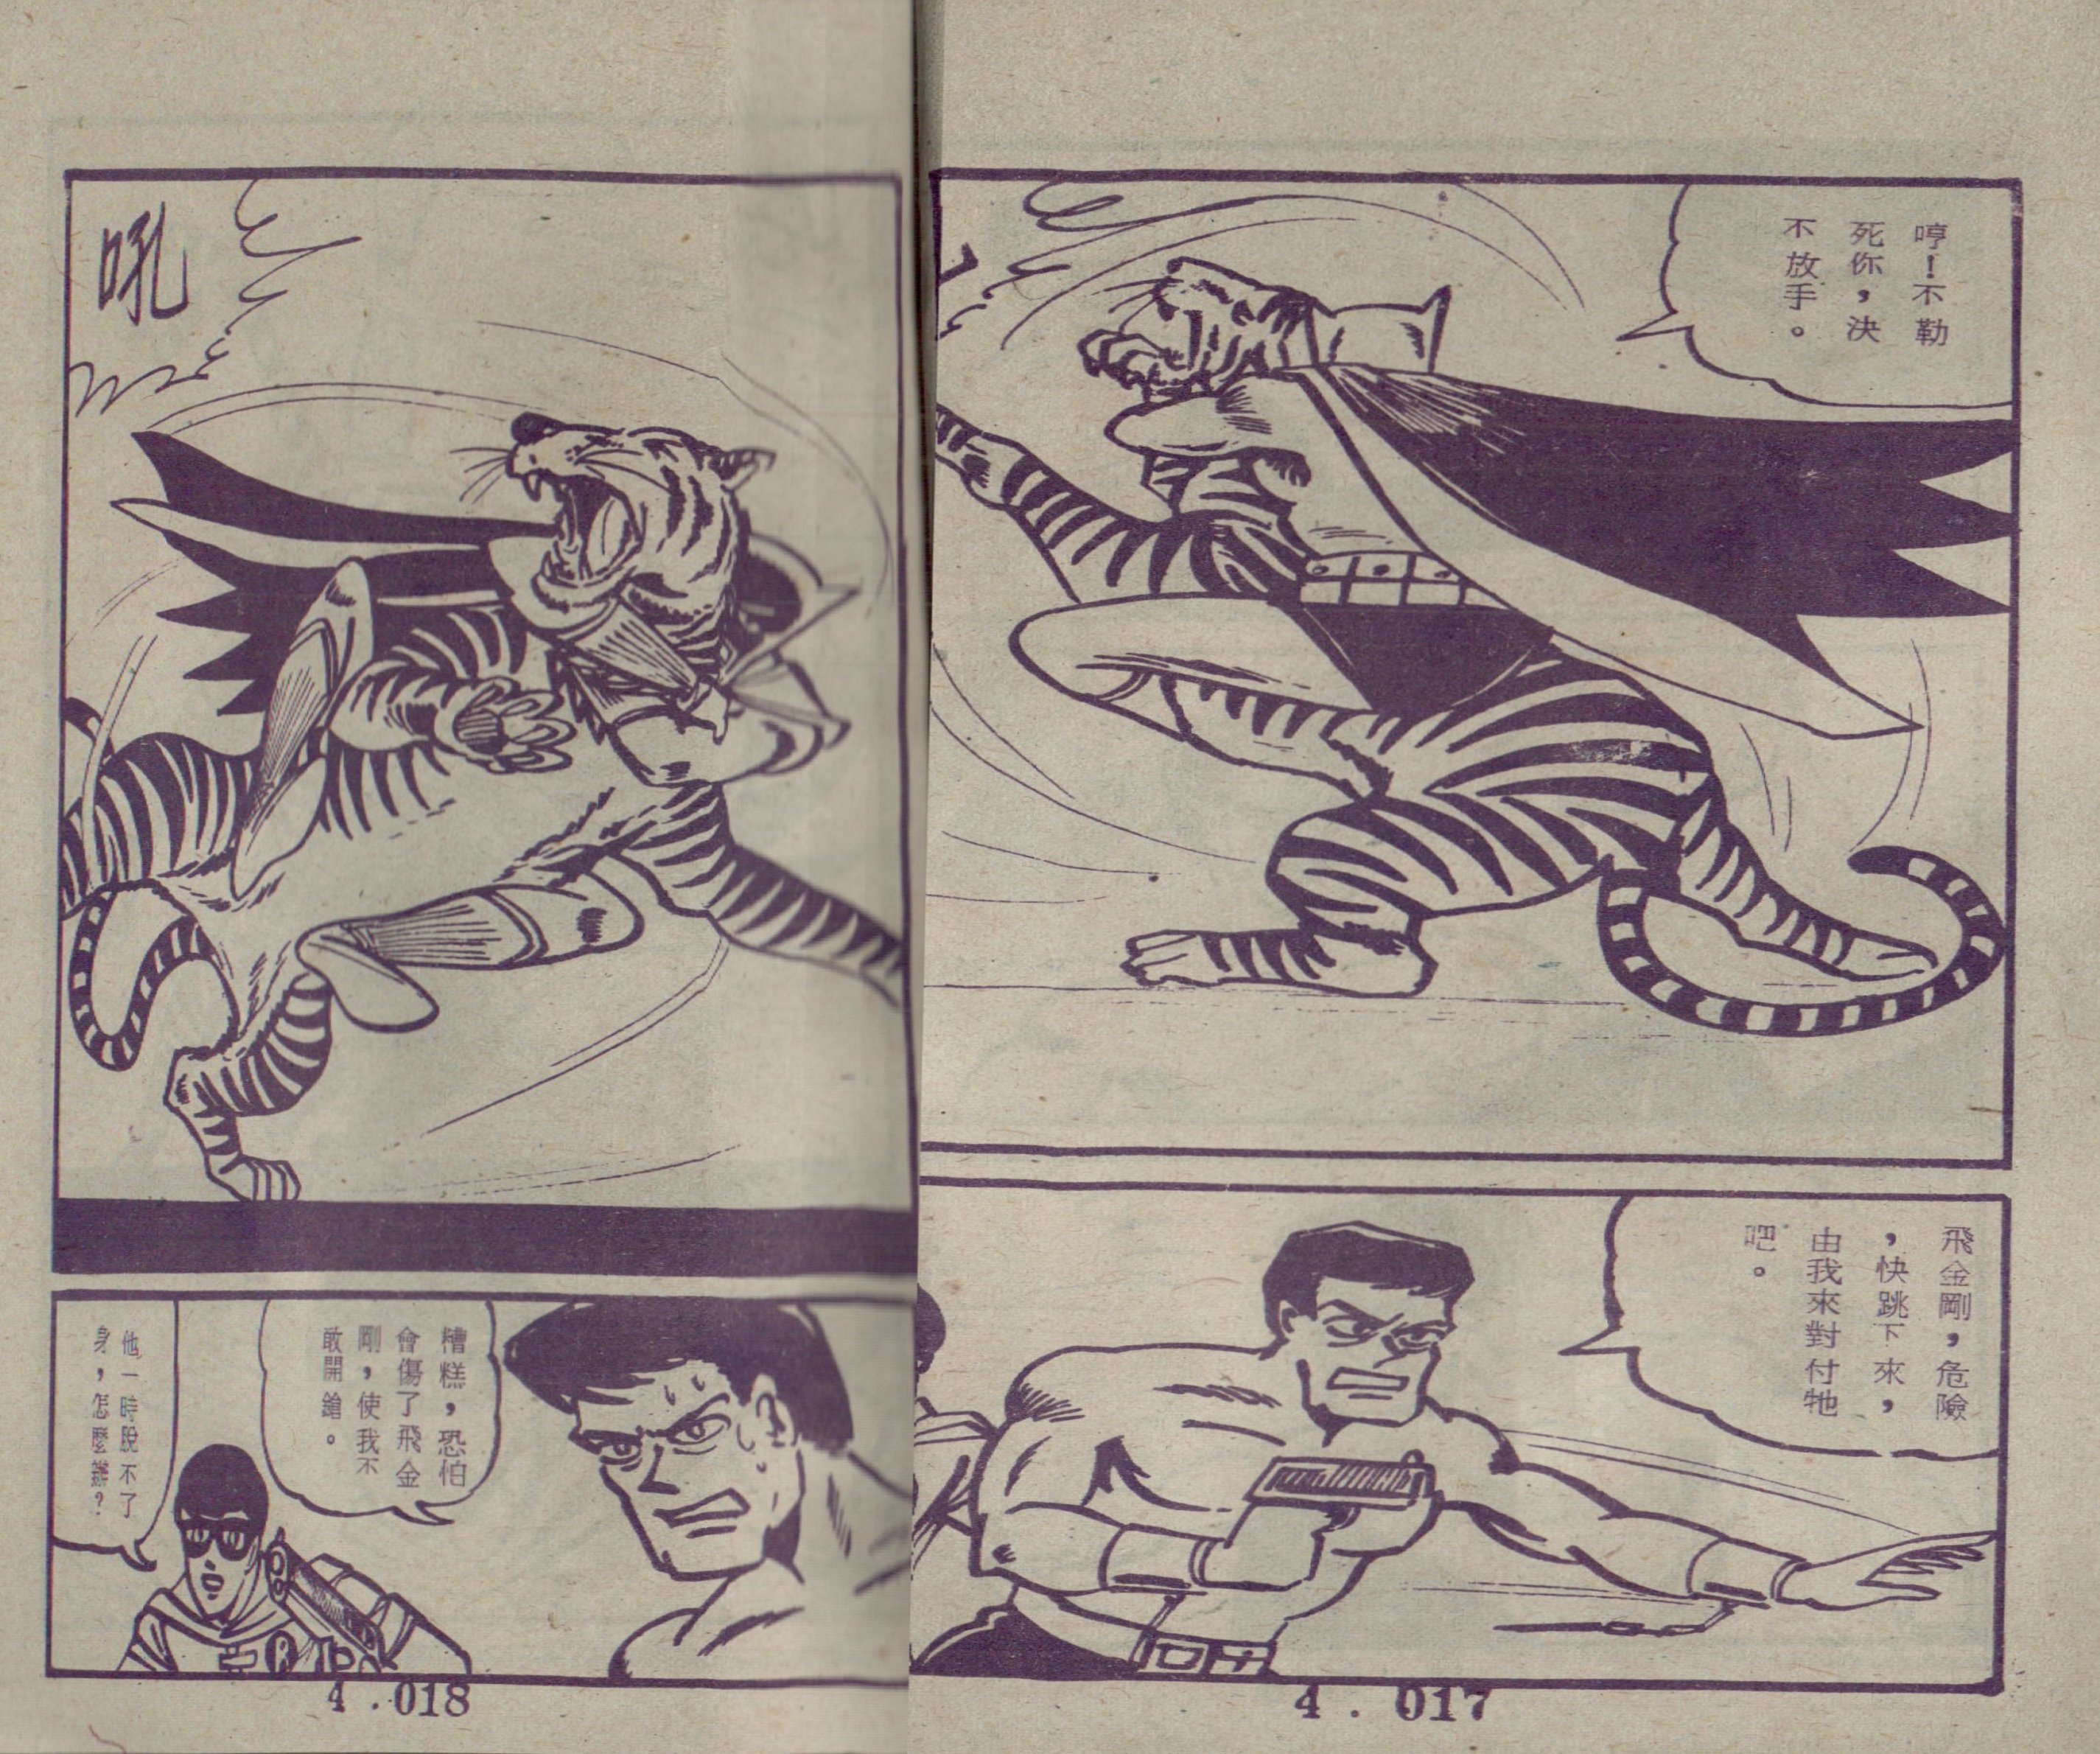 哼！不勒
死你，決
不放手。
飛金剛，危險
，快跳下來，
由我來對付牠
吧。
4.017
吼
糟糕，恐怕
會傷了飛金
剛，使我不
敢開鎗。
他一時脫不了
身，怎麼辦？
4.018